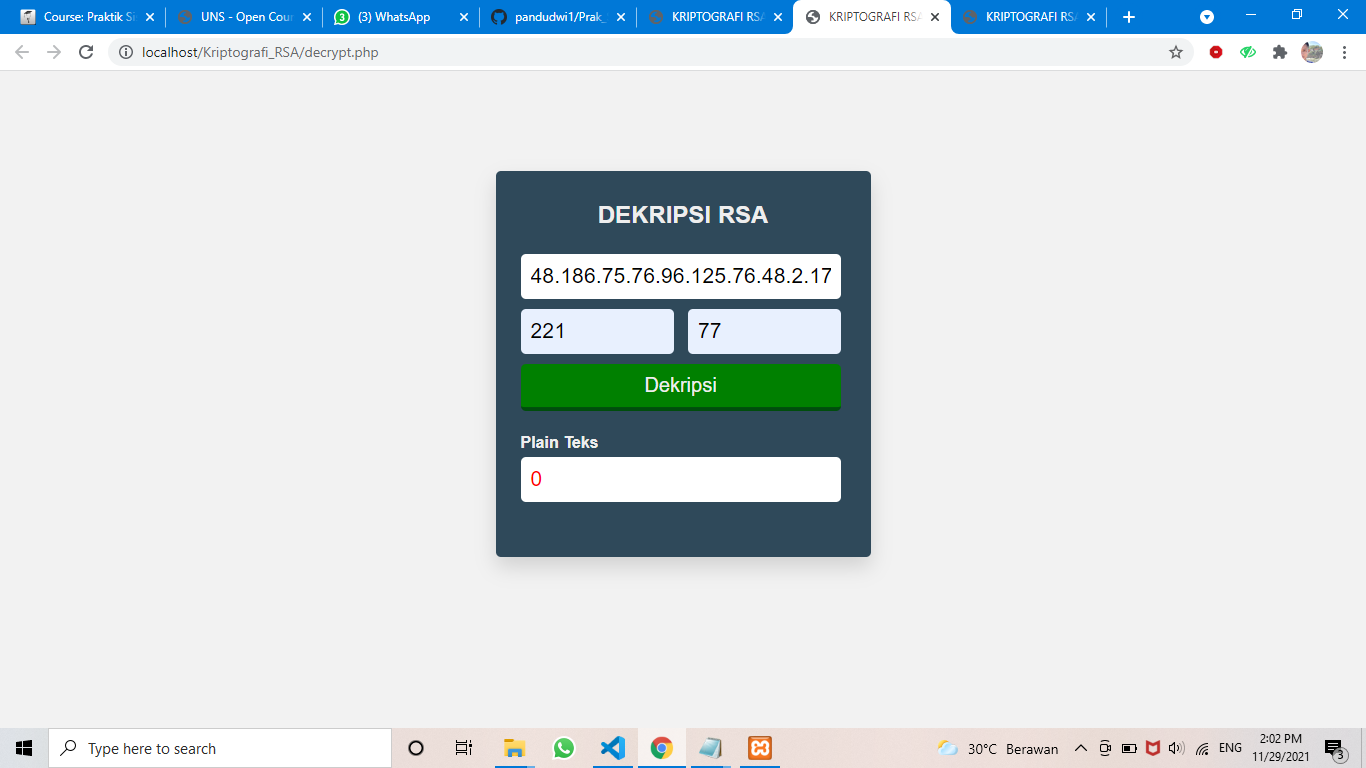 Course: Praktik Si
UNS - Open Cour
3
(3) WhatsApp
pandudwi1/Prak_
KRIPTOGRAFI RSA
KRIPTOGRAFI RSA
KRIPTOGRAFI RSA
localhost/Kriptografi_RSA/decrypt.php
DEKRIPSI RSA
48.186.75.76.96.125.76.48.2.17
221
77
Dekripsi
Plain Teks
0
Type here to search
30°C Berawan
ENG
2:02 PM
11/29/2021
3